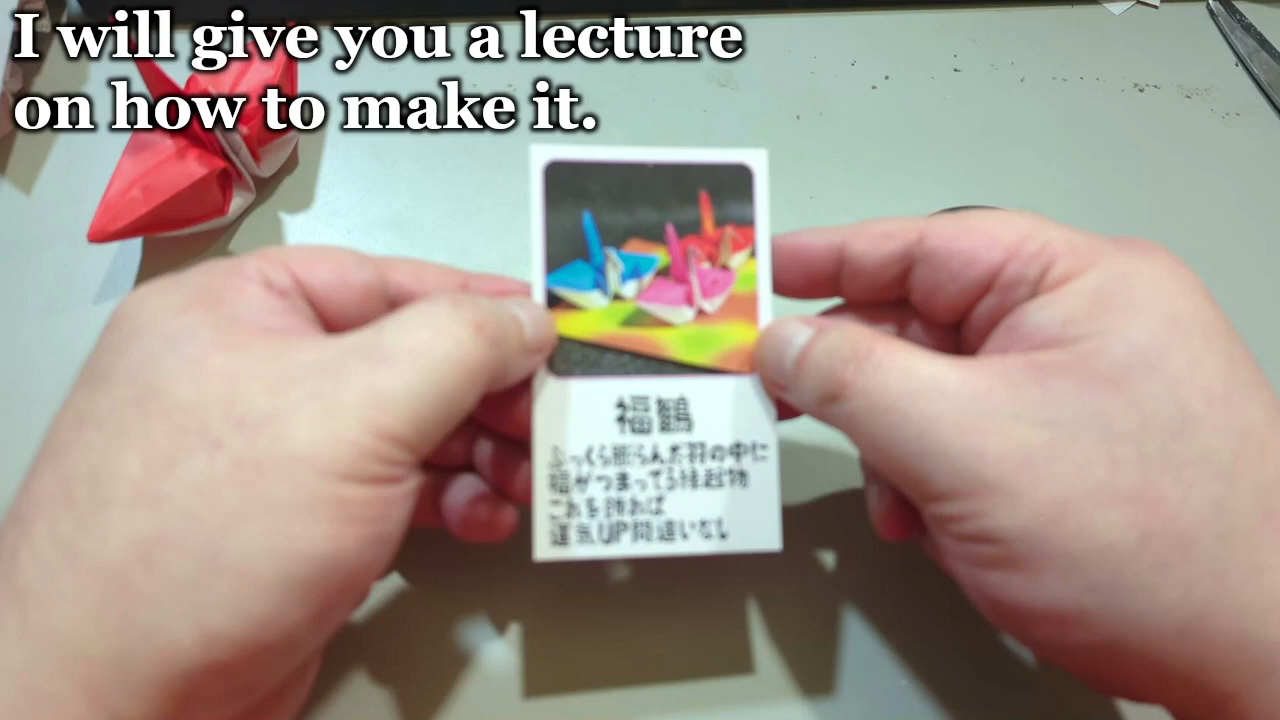 I will give you a lecture
on how to make it.
福鶴
ぷっくら膨らんだ羽の中に
福がつまってる縁起物
これを飾れば
運気UP間違いなし